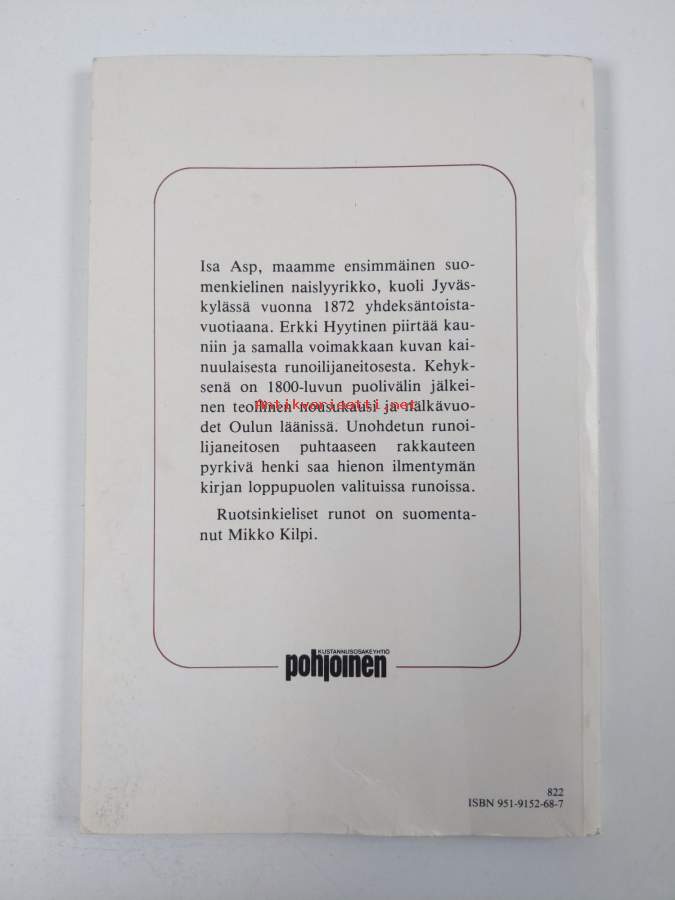 Isa Asp, maamme ensimmäinen suo-
menkielinen naislyyrikko, kuoli Jyväs-
kylässä vuonna 1872 yhdeksäntoista-
vuotiaana. Erkki Hyytinen piirtää kau-
niin ja samalla voimakkaan kuvan kai-
nuulaisesta runoilijaneitosesta. Kehyk-
senä on 1800-luvun puolivälin jälkei-
nen teollinen nousukausi ja nälkävuo-
Antikvariaatti.net
det Oulun läänissä. Unohdetun runoi-
lijaneitosen puhtaaseen rakkauteen
pyrkivä henki saa hienon ilmentymän
kirjan loppupuolen valituissa runoissa.
Ruotsinkieliset runot on suomenta-
nut Mikko Kilpi.
KUSTANNUSOSAKEYHTIÖ
pohjoinen
822
ISBN 951-9152-68-7